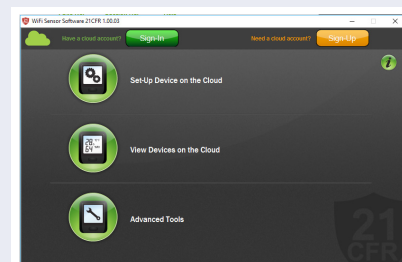 WiFi Sensor Software 21CFR 1.00.03
Have a cloud account?
Sign-In
Need a cloud account?
Sign-Up
Set-Up Device on the Cloud
View Devices on the Cloud
Advanced Tools
21
CFR